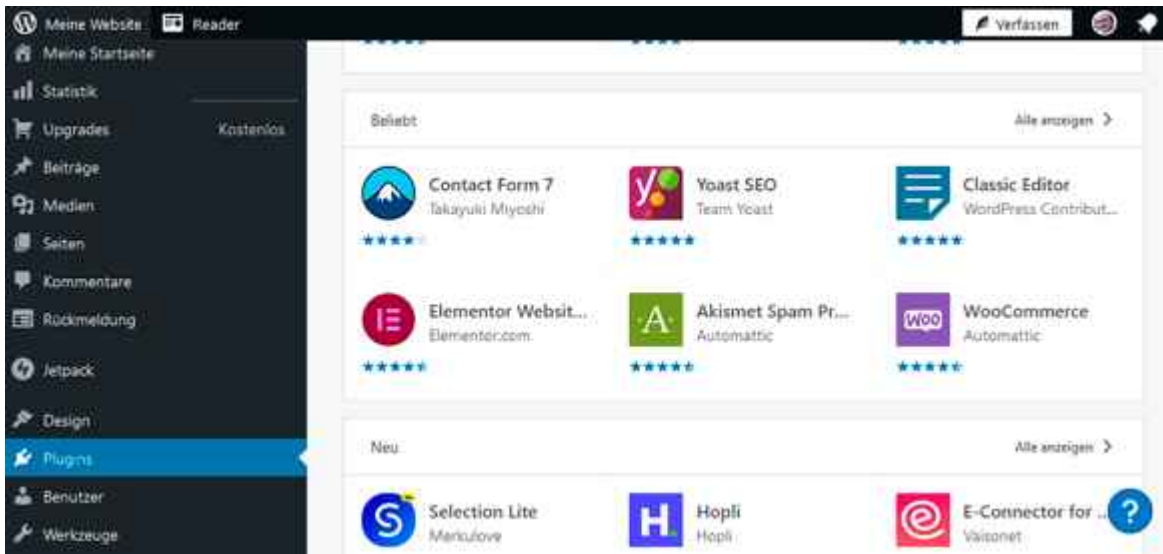 Meine Website
Reader
Verfassen
Meine Startseite
Statistik
Upgrades Kostenlos
Beiträge
Medien
Seiten
Kommentare
Rückmeldung
Jetpack
Design
Plugins
Benutzer
Werkzeuge
Beliebt
Alle anzeigen
Contact Form 7
Takayuki Miyoshi
Yoast SEO
Team Yoast
Classic Editor
WordPress Contribut...
Elementor Websit...
Elementor.com
Akismet Spam Pr...
Automattic
WOO
WooCommerce
Automattic
Neu
Alle anzeigen
Selection Lite
Merkulove
Hopli
Hopli
E-Connector for ...
Vaisonet
?